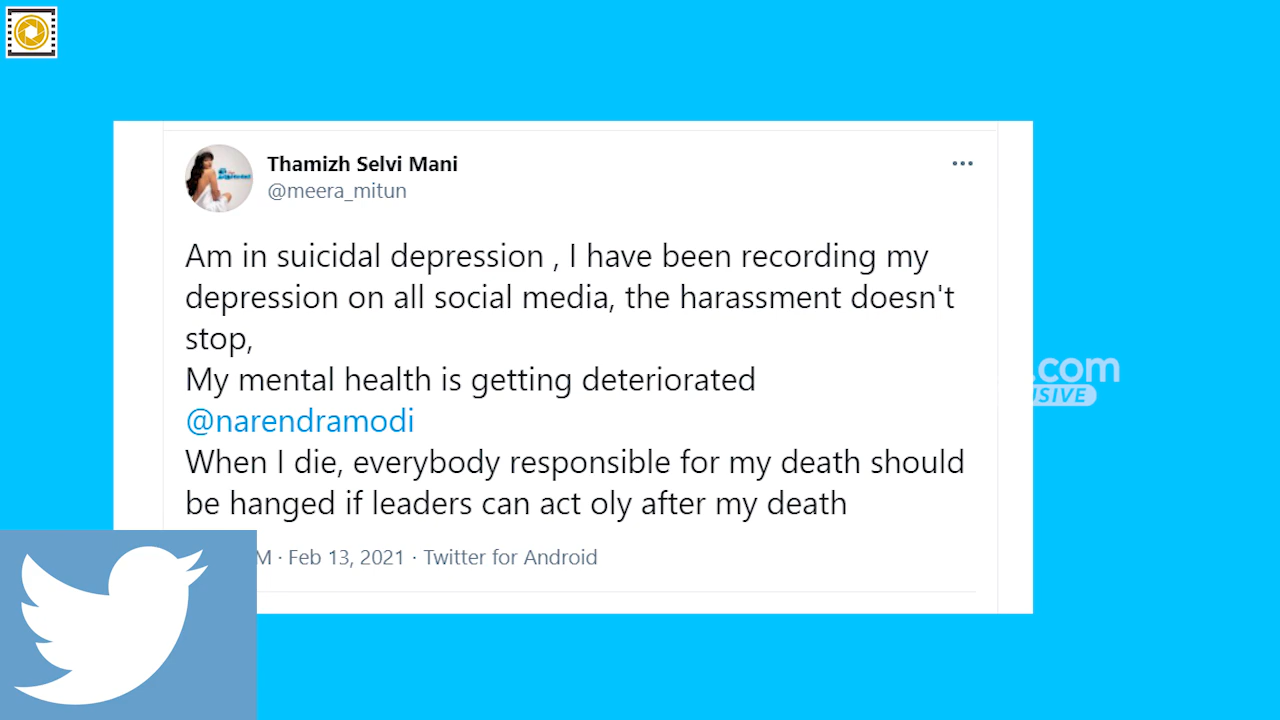 Thamizh Selvi Mani
@meera_mitun
Am in suicidal depression , I have been recording my
depression on all social media, the harassment doesn't
stop,
My mental health is getting deteriorated
@narendramodi
When I die, everybody responsible for my death should
be hanged if leaders can act oly after my death
M · Feb 13, 2021 · Twitter for Android
.com